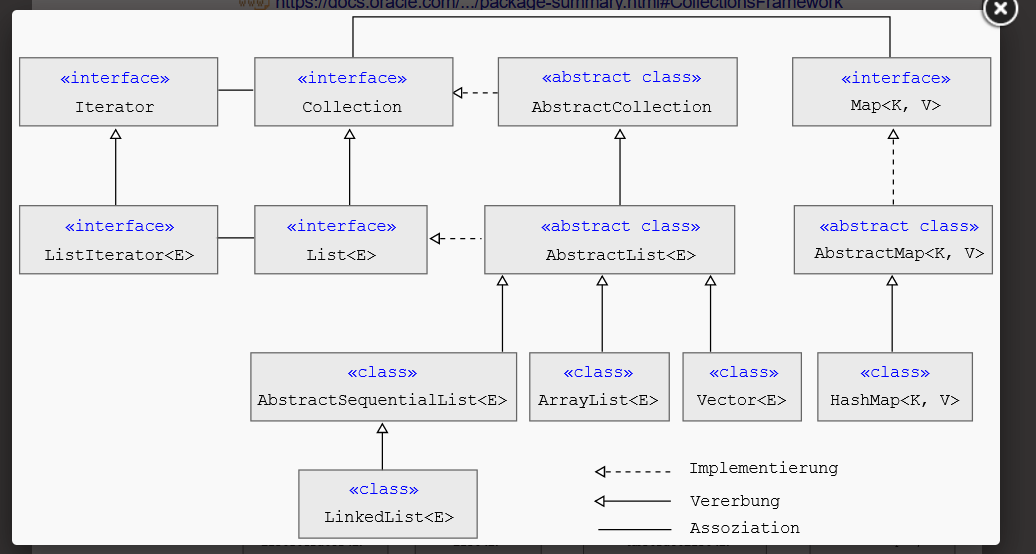 https://docs.oracle.com/.../package-summary.html#CollectionsFramework
«interface»
Iterator
«interface»
Collection
«abstract class»
AbstractCollection
«interface»
Map<K, V>
«interface»
ListIterator<E>
«interface»
List<E>
«abstract class»
AbstractList<E>
«abstract class»
AbstractMap<K, V>
«class»
AbstractSequentialList<E>
«class»
ArrayList<E>
«class»
Vector<E>
«class»
HashMap<K, V>
«class»
LinkedList<E>
Implementierung
Vererbung
Assoziation